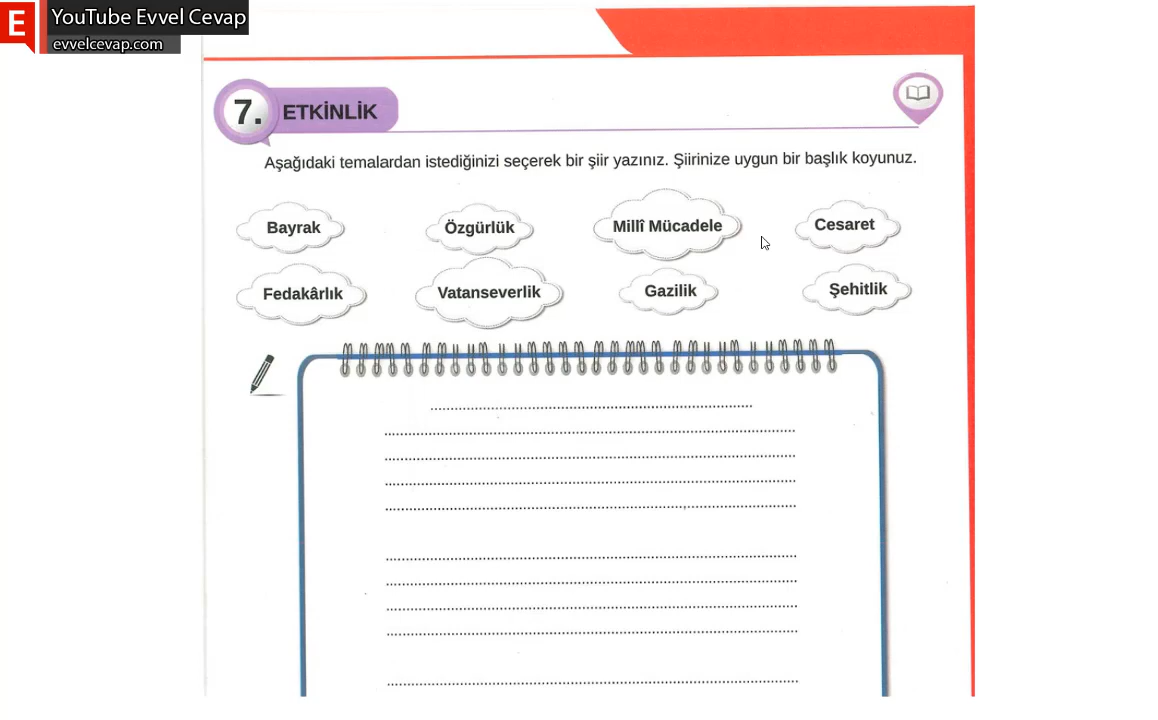 YouTube Evvel Cevap
evvelcevap.com
7. ETKİNLİK
Aşağıdaki temalardan istediğinizi seçerek bir şiir yazınız. Şiirinize uygun bir başlık koyunuz.
Bayrak Özgürlük Millî Mücadele Cesaret
Fedakârlık Vatanseverlik Gazilik Şehitlik